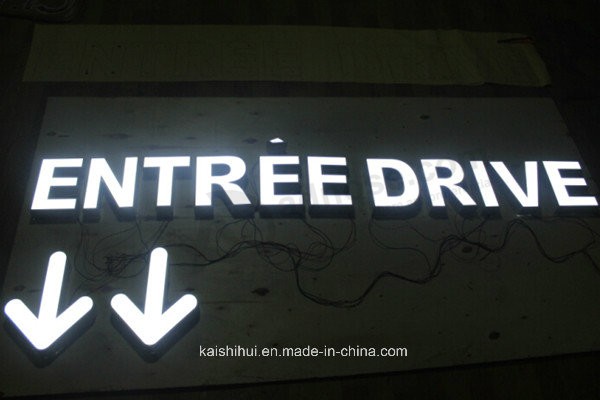 ENTRÉE DRIVE
kaishihui.en.made-in-china.com